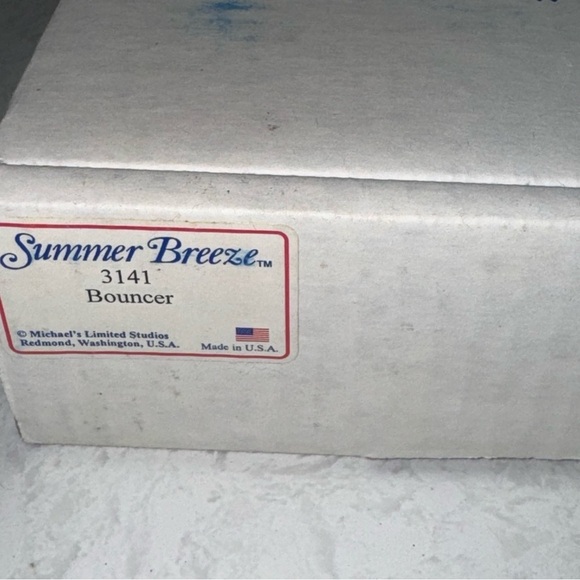 Summer Breeze™
3141
Bouncer
© Michael's Limited Studios
Redmond, Washington, U.S.A.
Made in U.S.A.